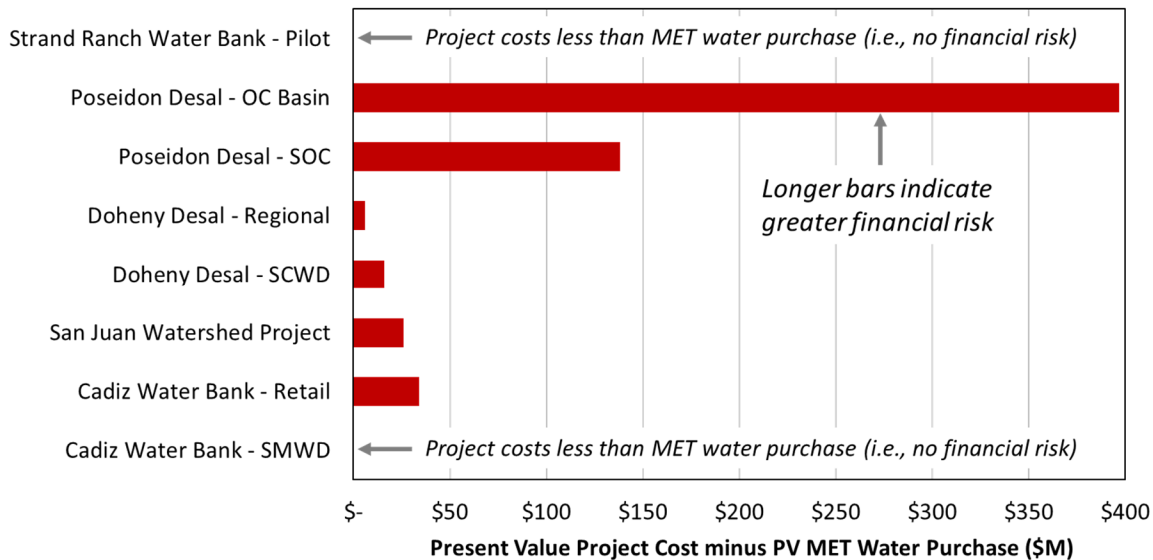 Strand Ranch Water Bank - Pilot
Project costs less than MET water purchase (i.e., no financial risk)
Poseidon Desal - OC Basin
Poseidon Desal - SOC
Longer bars indicate
greater financial risk
Doheny Desal - Regional
Doheny Desal - SCWD
San Juan Watershed Project
Cadiz Water Bank - Retail
Cadiz Water Bank - SMWD
Project costs less than MET water purchase (i.e., no financial risk)
$- $50 $100 $150 $200 $250 $300 $350 $400
Present Value Project Cost minus PV MET Water Purchase ($M)